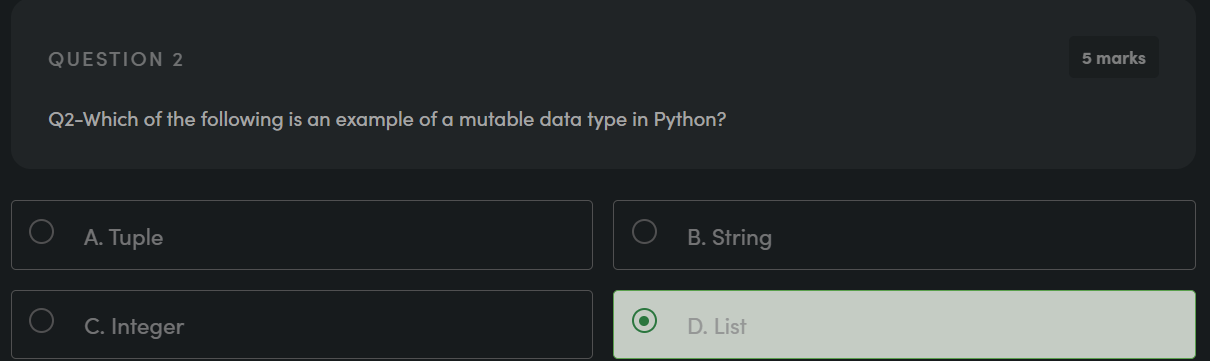 QUESTION 2
5 marks
Q2-Which of the following is an example of a mutable data type in Python?
A. Tuple
B. String
C. Integer
D. List